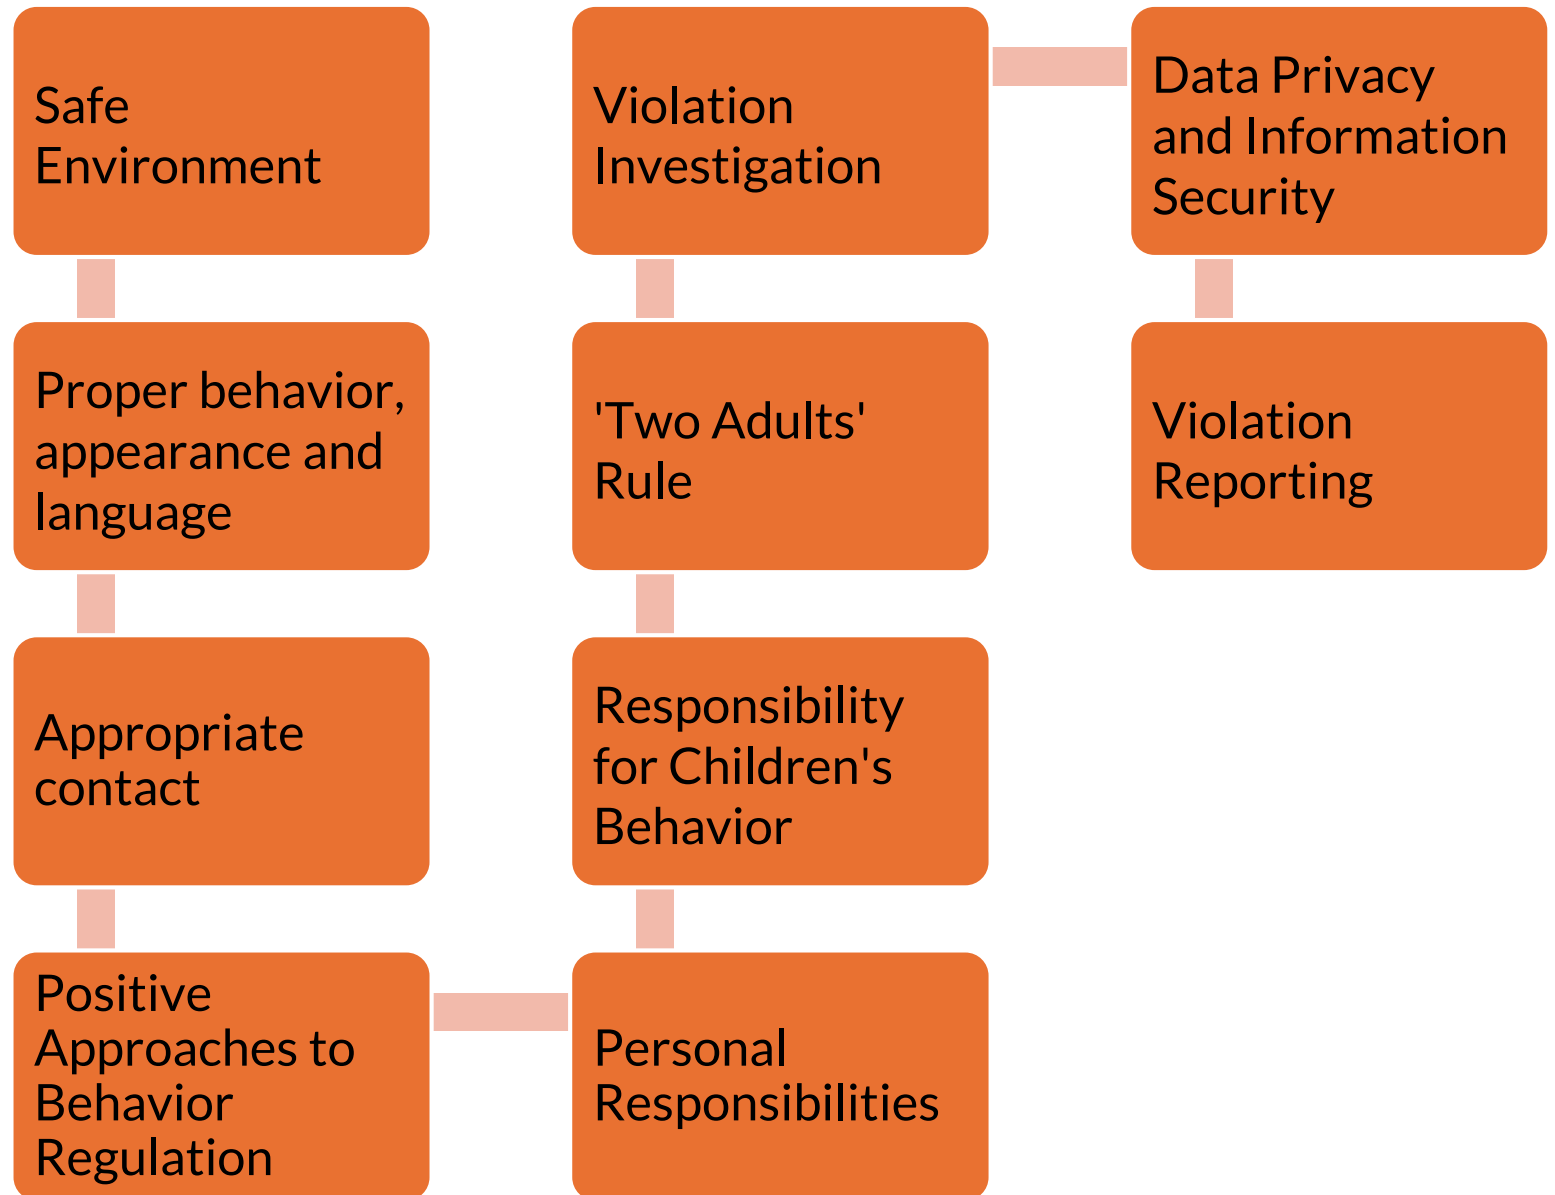 Safe
Environment
Proper behavior,
appearance and
language
Appropriate
contact
Positive
Approaches to
Behavior
Regulation
Personal
Responsibilities
Responsibility
for Children's
Behavior
'Two Adults'
Rule
Violation
Investigation
Data Privacy
and Information
Security
Violation
Reporting